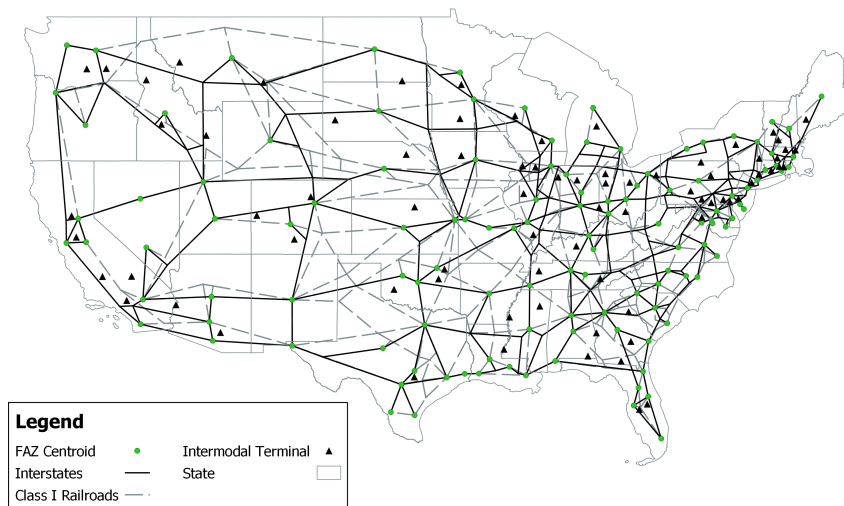 Legend
FAZ Centroid Intermodal Terminal
Interstates State
Class I Railroads